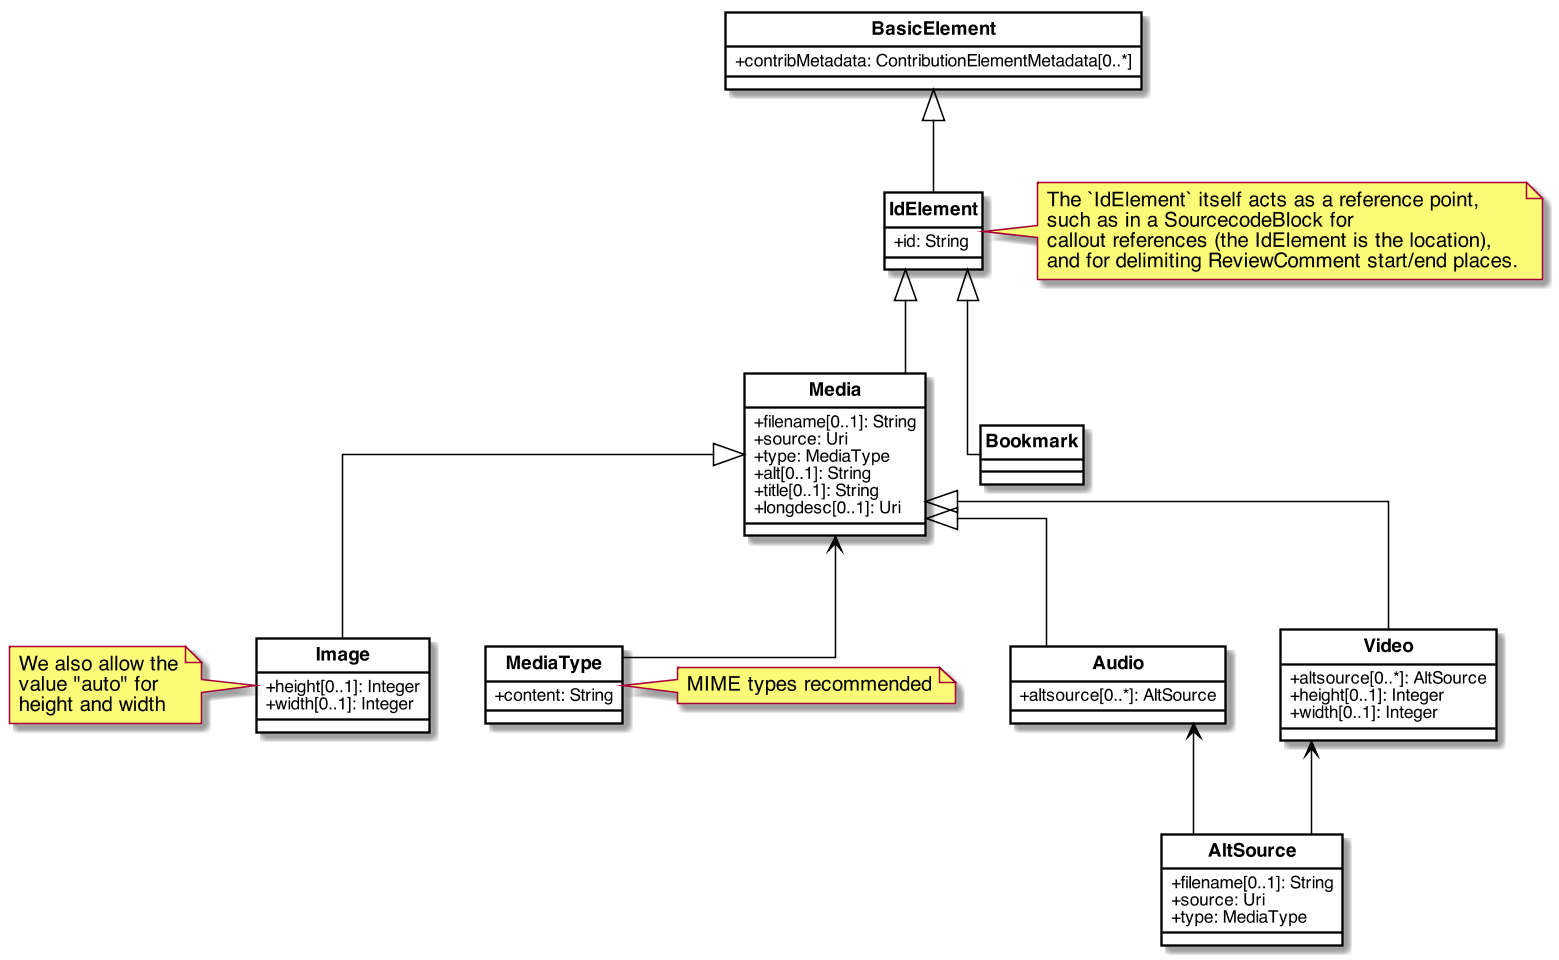 BasicElement
+contribMetadata: ContributionElementMetadata[0..*]
IdElement
+id: String
The `IdElement` itself acts as a reference point,
such as in a SourcecodeBlock for
callout references (the IdElement is the location),
and for delimiting ReviewComment start/end places.
Media
+filename[0..1]: String
+source: Uri
+type: MediaType
+alt[0..1]: String
+title[0..1]: String
+longdesc[0..1]: Uri
Bookmark
We also allow the
value "auto" for
height and width
Image
+height[0..1]: Integer
+width[0..1]: Integer
MediaType
+content: String
MIME types recommended
Audio
+altsource[0..*]: AltSource
Video
+altsource[0..*]: AltSource
+height[0..1]: Integer
+width[0..1]: Integer
AltSource
+filename[0..1]: String
+source: Uri
+type: MediaType